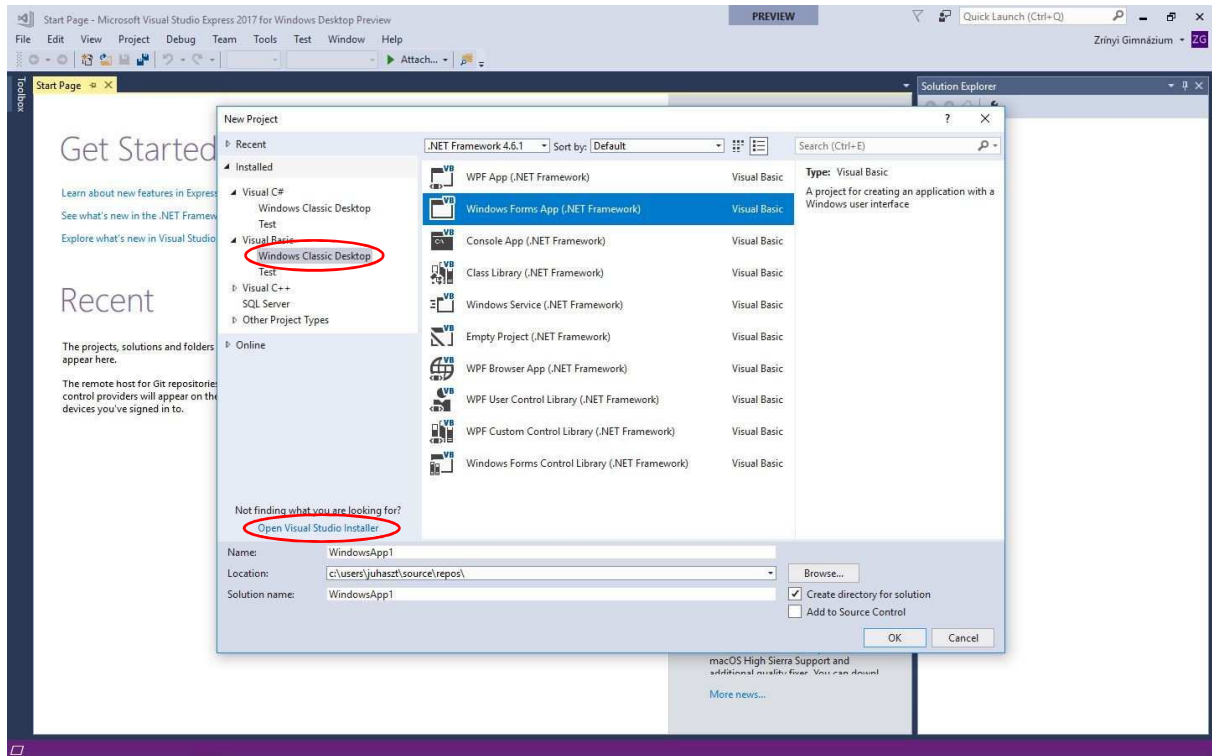 Start Page - Microsoft Visual Studio Express 2017 for Windows Desktop Preview
PREVIEW
Quick Launch (Ctrl+Q)
File Edit View Project Debug Team Tools Test Window Help
Zrínyi Gimnázium ZG
Attach...
Toolbox
Start Page
Solution Explorer
Get Started
Learn about new features in Express
See what's new in the .NET Framew
Explore what's new in Visual Studio
Recent
The projects, solutions and folders
appear here.
The remote host for Git repositories
control providers will appear on the
devices you've signed in to.
New Project
Recent
Installed
Visual C#
Windows Classic Desktop
Test
Visual Basic
Windows Classic Desktop
Test
Visual C++
SQL Server
Other Project Types
Online
Not finding what you are looking for?
Open Visual Studio Installer
.NET Framework 4.6.1 Sort by: Default
Search (Ctrl+E)
WPF App (.NET Framework) Visual Basic
Windows Forms App (.NET Framework) Visual Basic
Console App (.NET Framework) Visual Basic
Class Library (.NET Framework) Visual Basic
Windows Service (.NET Framework) Visual Basic
Empty Project (.NET Framework) Visual Basic
WPF Browser App (.NET Framework) Visual Basic
WPF User Control Library (.NET Framework) Visual Basic
WPF Custom Control Library (.NET Framework) Visual Basic
Windows Forms Control Library (.NET Framework) Visual Basic
Type: Visual Basic
A project for creating an application with a
Windows user interface
Name: WindowsApp1
Location: c:\users\juhaszt\source\repos\
Browse...
Solution name: WindowsApp1
Create directory for solution
Add to Source Control
OK Cancel
macOS High Sierra Support and
additional quality fixes. You can downl
More news...